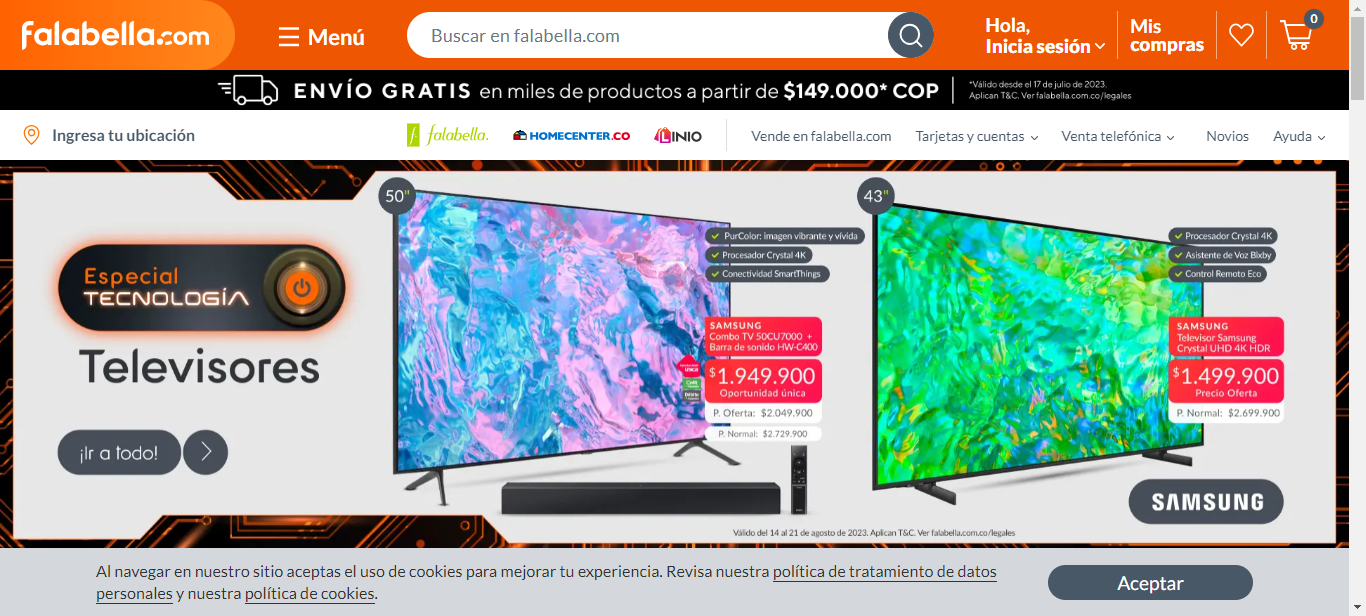 falabella.com
Menú
Buscar en falabella.com
Hola,
Inicia sesión
Mis
compras
0
ENVÍO GRATIS en miles de productos a partir de $149.000* COP
*Válido desde el 17 de julio de 2023.
Aplican T&C. Ver falabella.com.co/legales
Ingresa tu ubicación
falabella.
HOMECENTER.CO
LINIO
Vende en falabella.com
Tarjetas y cuentas
Venta telefónica
Novios
Ayuda
Especial
TECNOLOGÍA
Televisores
¡Ir a todo!
50"
PurColor: imagen vibrante y vívida
Procesador Crystal 4K
Conectividad SmartThings
SAMSUNG
Combo TV 50CU7000 +
Barra de sonido HW-C400
$1.949.900
Oportunidad única
P. Oferta: $2.049.900
P. Normal: $2.729.900
43"
Procesador Crystal 4K
Asistente de Voz Bixby
Control Remoto Eco
SAMSUNG
Televisor Samsung
Crystal UHD 4K HDR
$1.499.900
Precio Oferta
P. Normal: $2.699.900
SAMSUNG
Válido del 14 al 21 de agosto de 2023. Aplican T&C. Ver falabella.com.co/legales
Al navegar en nuestro sitio aceptas el uso de cookies para mejorar tu experiencia. Revisa nuestra política de tratamiento de datos
personales y nuestra política de cookies.
Aceptar